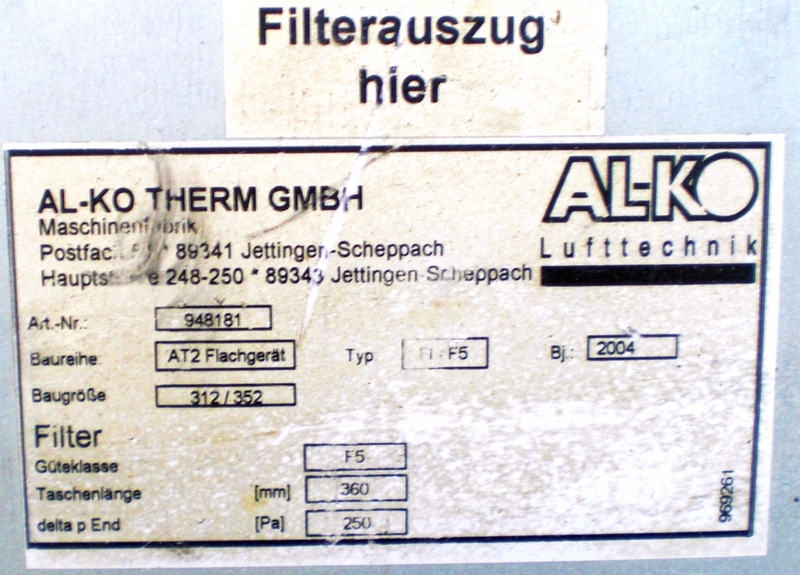 Filterauszug
hier
AL-KO THERM GMBH
AL-KO
Lufttechnik
89341 Jettingen-Scheppach
248-250 * 89343 Jettingen-Scheppach
Art.-Nr.: 948181
Baureihe: AT2 Flachgerät Typ F5 Bj.: 2004
Baugröße 312 / 352
Filter
Güteklasse F5
Taschenlänge [mm] 360
delta p End [Pa] 250
969261